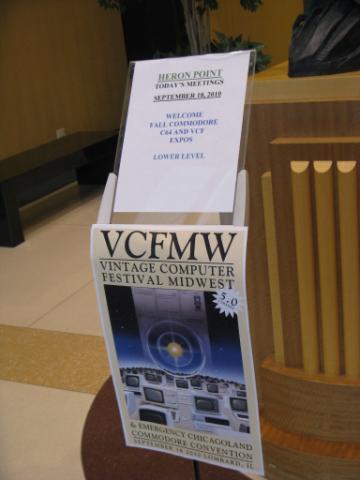 HERON POINT
TODAY'S MEETINGS
SEPTEMBER 18, 2010
WELCOME
FALL COMMODORE
C64 AND VCF
EXPOS
LOWER LEVEL
VCFMW
VINTAGE COMPUTER
FESTIVAL MIDWEST
5.0
& EMERGENCY CHICAGOLAND
COMMODORE CONVENTION
SEPTEMBER 18 2010 LOMBARD, IL